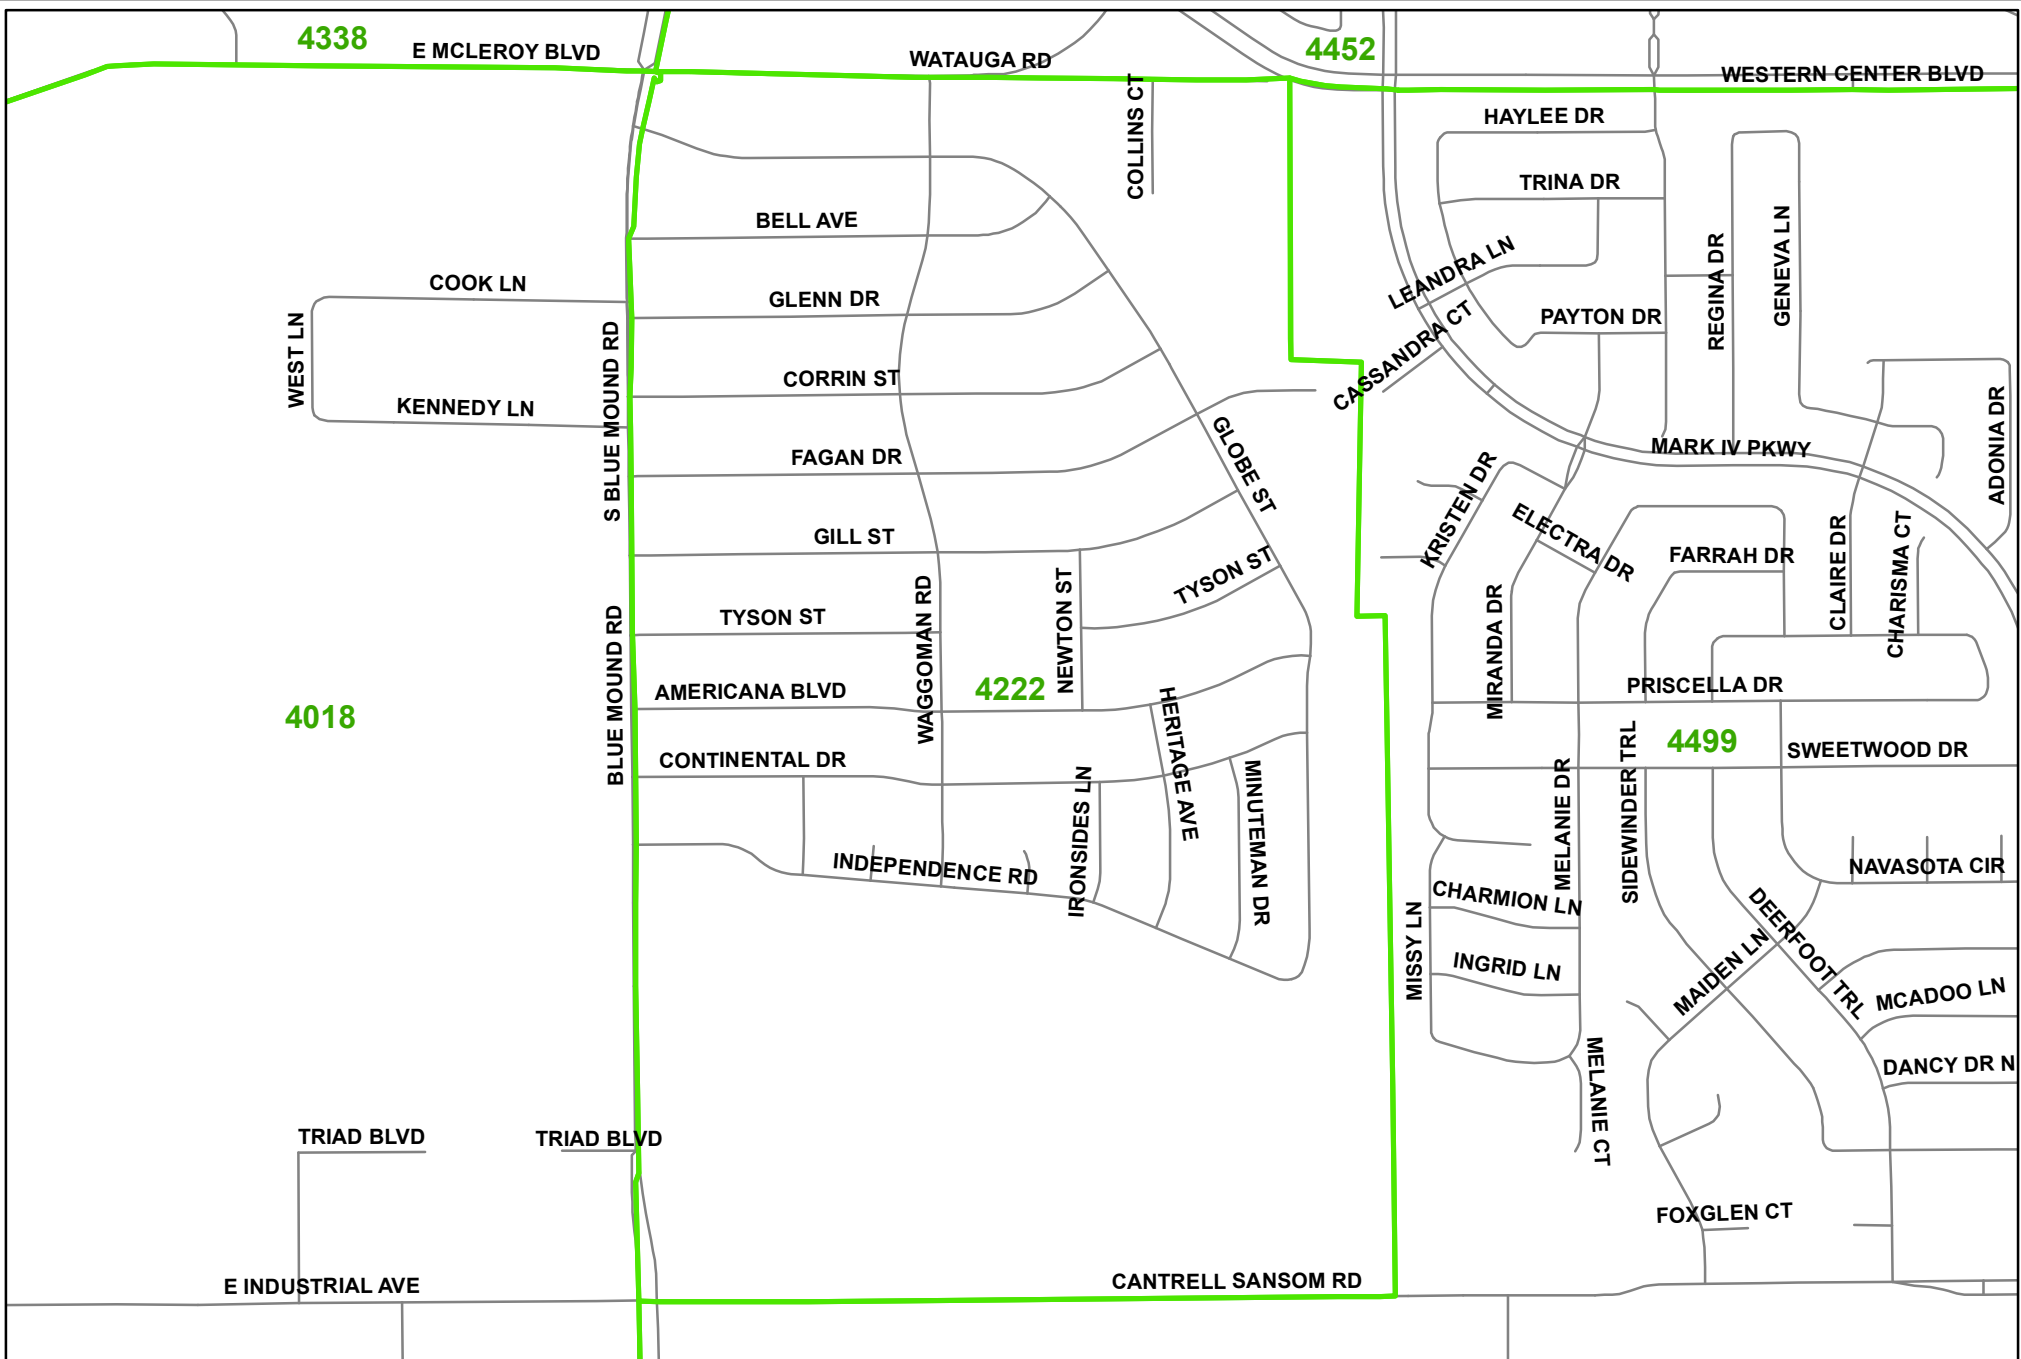 4338
E MCLEROY BLVD
WATAUGA RD
4452
WESTERN CENTER BLVD
COLLINS CT
HAYLEE DR
TRINA DR
BELL AVE
LEANDRA LN
REGINA DR
GENEVA LN
COOK LN
GLENN DR
WEST LN
S BLUE MOUND RD
CASSANDRA CT
PAYTON DR
KENNEDY LN
CORRIN ST
FAGAN DR
GLOBE ST
MARK IV PKWY
ADONIA DR
KRISTEN DR
GILL ST
ELECTRA DR
FARRAH DR
CLAIRE DR
CHARISMA CT
TYSON ST
TYSON ST
WAGGOMAN RD
NEWTON ST
BLUE MOUND RD
MIRANDA DR
AMERICANA BLVD
4222
HERITAGE AVE
PRISCELLA DR
4018
4499
SWEETWOOD DR
CONTINENTAL DR
IRONSIDES LN
MINUTEMAN DR
MELANIE DR
SIDEWINDER TRL
INDEPENDENCE RD
NAVASOTA CIR
CHARMION LN
DEERFOOT TRL
MISSY LN
INGRID LN
MAIDEN LN
MCADOO LN
MELANIE CT
DANCY DR N
TRIAD BLVD
TRIAD BLVD
FOXGLEN CT
E INDUSTRIAL AVE
CANTRELL SANSOM RD